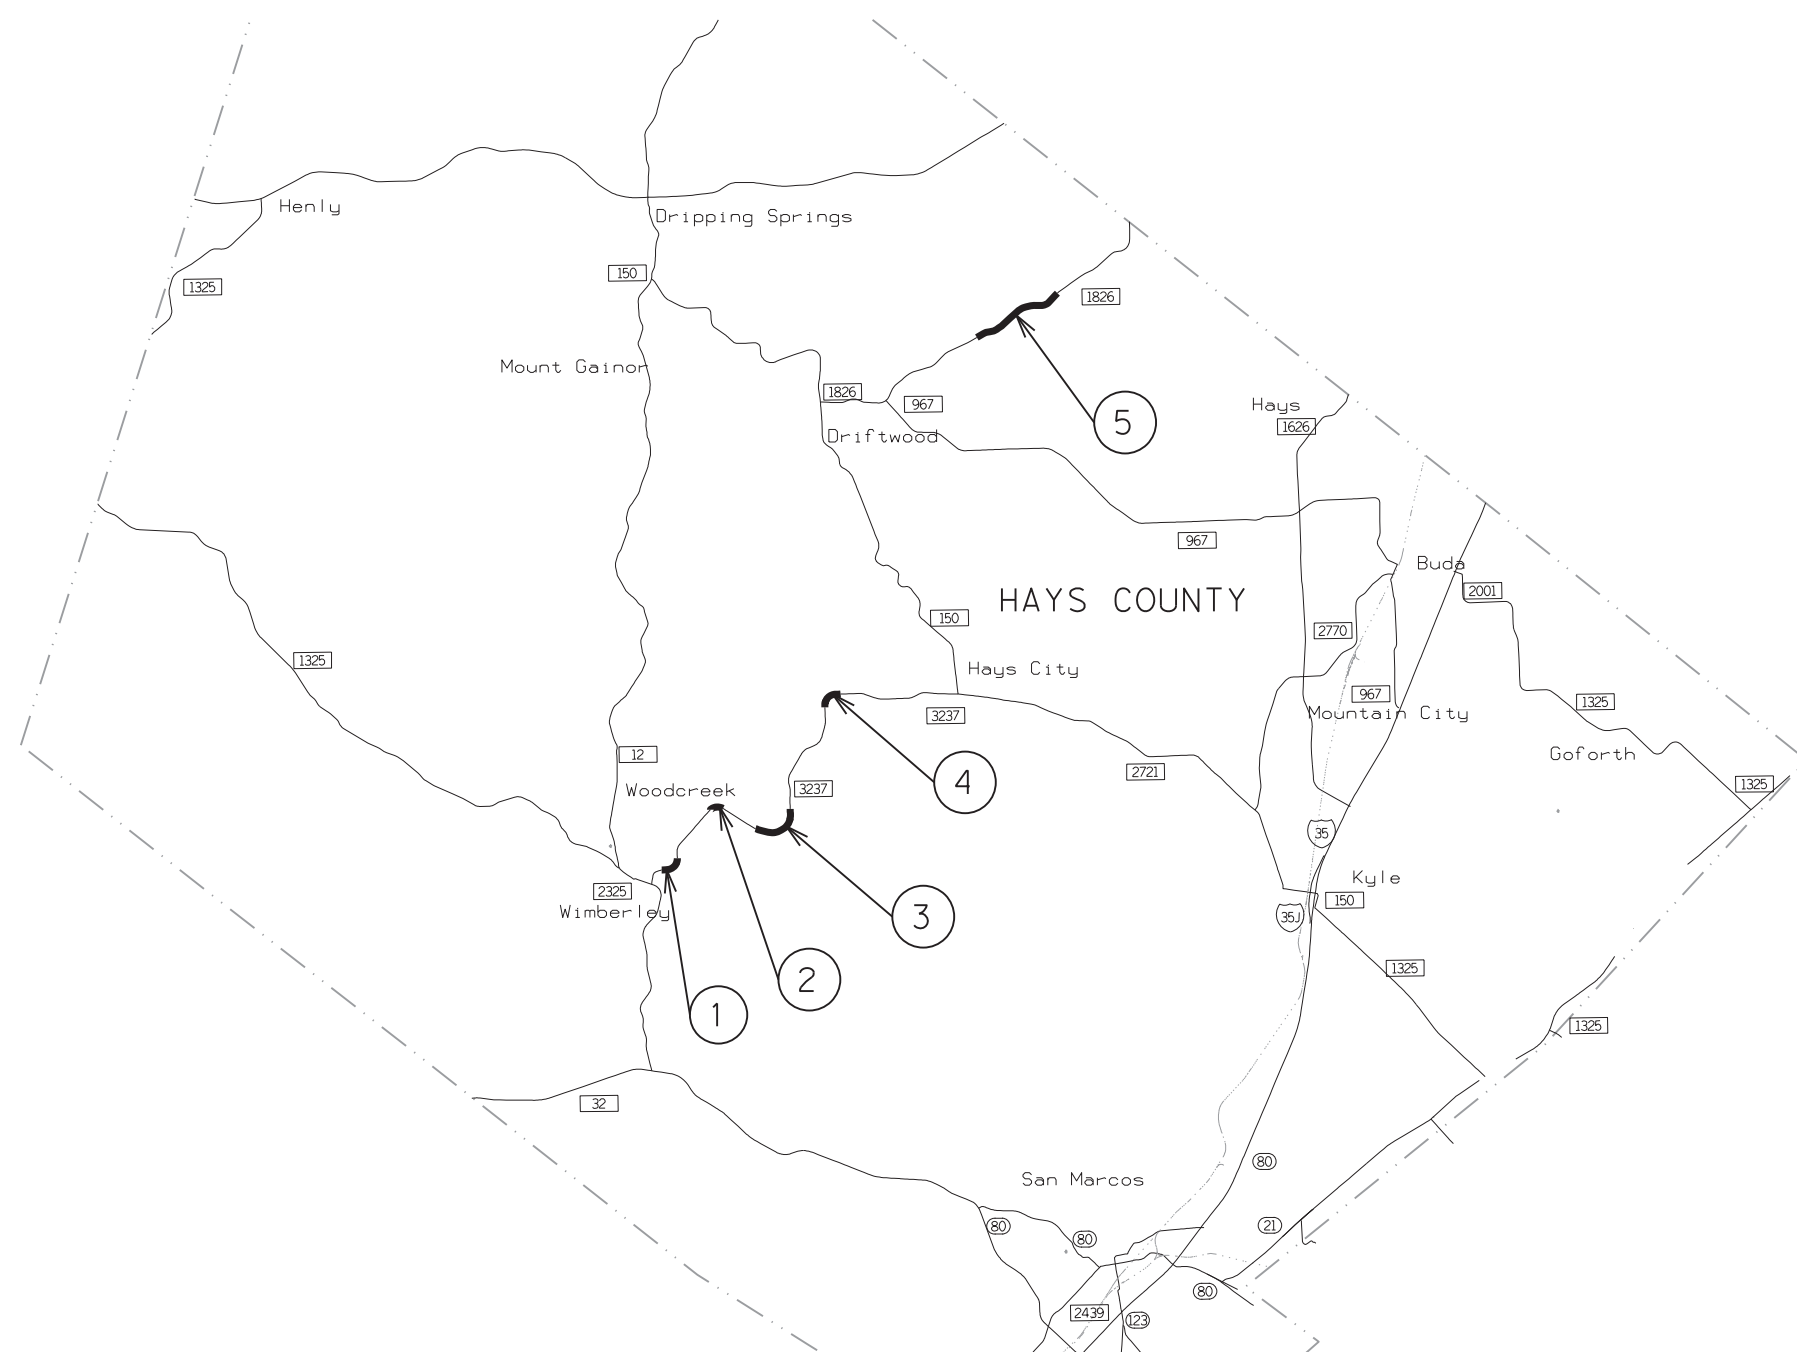 Henly
Dripping Springs
150
1325
1826
Mount Gainor
1826
967
Hays
1626
5
Driftwood
967
Buda
2001
HAYS COUNTY
150
2770
1325
Hays City
967
1325
3237
Mountain City
12
Goforth
2721
4
1325
Woodcreek
3237
35
Kyle
2325
150
Wimberley
3
35J
1325
2
1
1325
32
80
San Marcos
80
21
80
80
2439
123